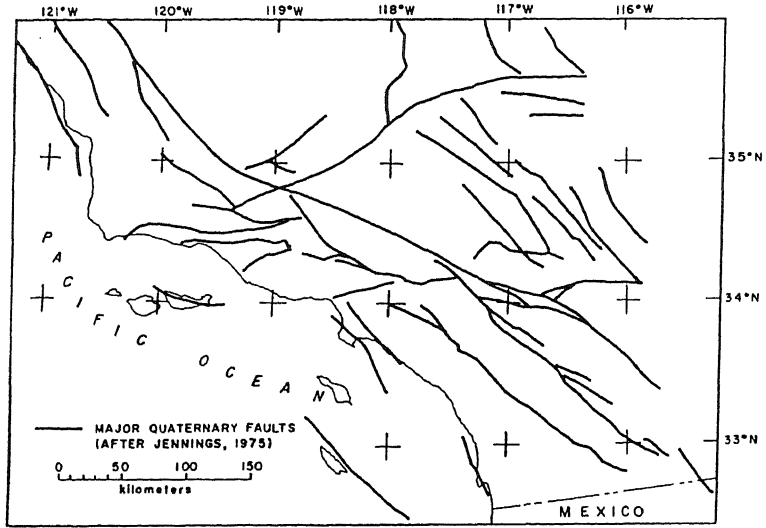 121°W 120°W 119°W 118°W 117°W 116°W
35°N
34°N
PACIFIC OCEAN
33°N
MAJOR QUATERNARY FAULTS
(AFTER JENNINGS, 1975)
0 50 100 150
kilometers
MEXICO